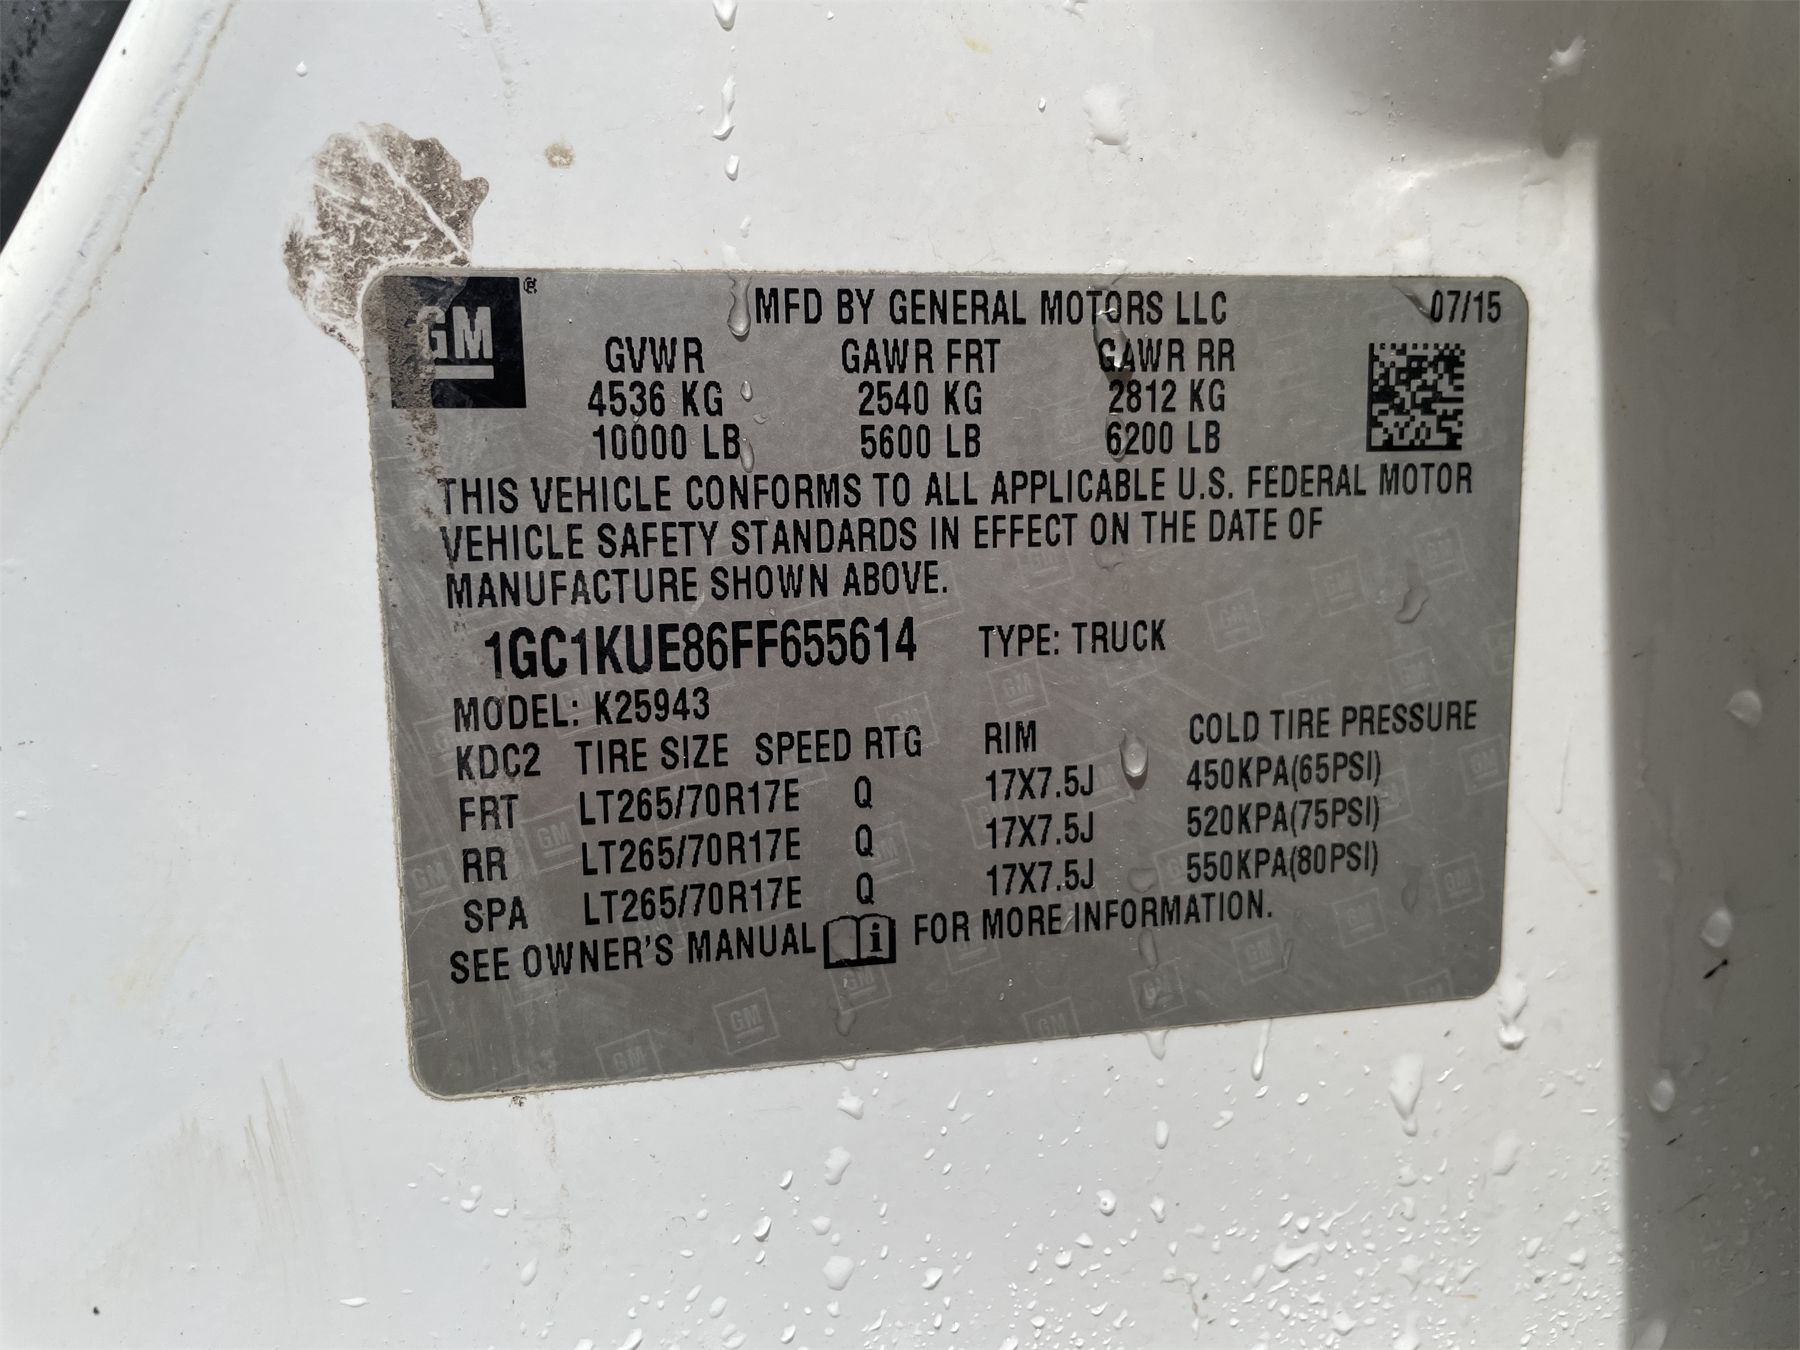 GM® MFD BY GENERAL MOTORS LLC 07/15
GVWR GAWR FRT GAWR RR
4536 KG 2540 KG 2812 KG
10000 LB 5600 LB 6200 LB
THIS VEHICLE CONFORMS TO ALL APPLICABLE U.S. FEDERAL MOTOR
VEHICLE SAFETY STANDARDS IN EFFECT ON THE DATE OF
MANUFACTURE SHOWN ABOVE.
1GC1KUE86FF655614 TYPE: TRUCK
MODEL: K25943
KDC2 TIRE SIZE SPEED RTG RIM COLD TIRE PRESSURE
FRT LT265/70R17E Q 17X7.5J 450KPA(65PSI)
RR LT265/70R17E Q 17X7.5J 520KPA(75PSI)
SPA LT265/70R17E Q 17X7.5J 550KPA(80PSI)
SEE OWNER'S MANUAL i FOR MORE INFORMATION.